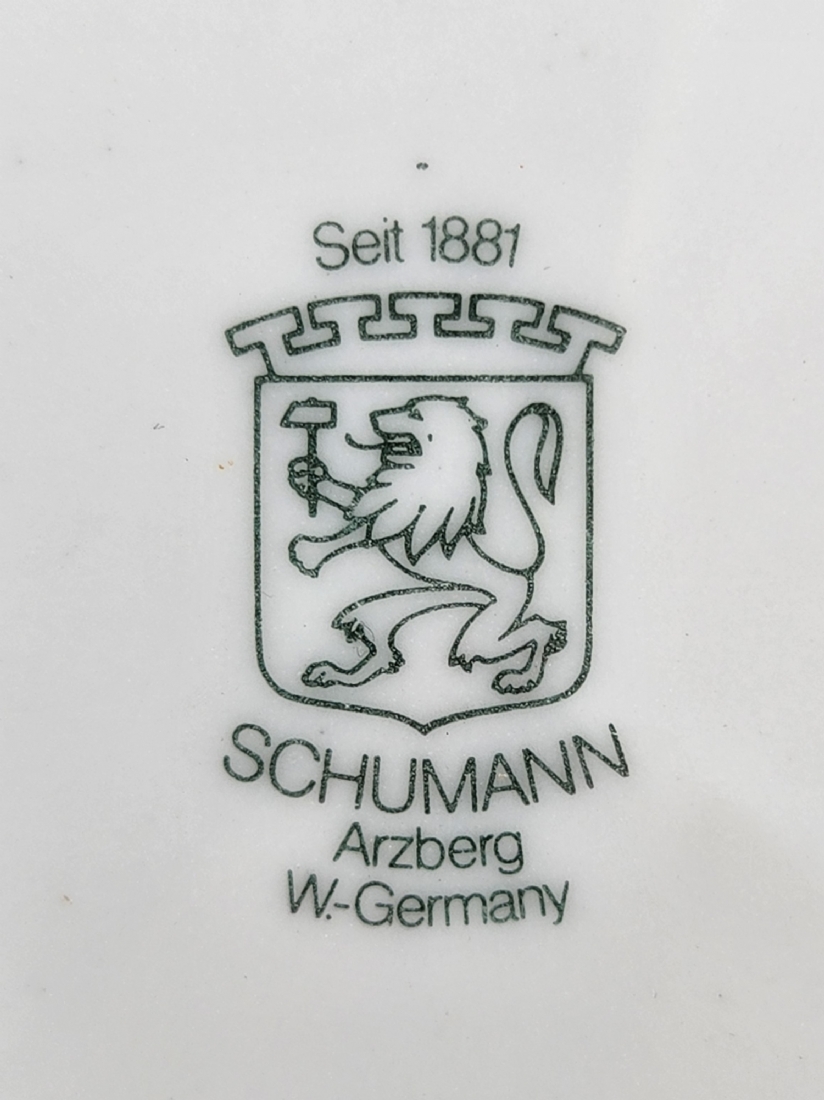 Seit 1881
SCHUMANN
Arzberg
W.-Germany